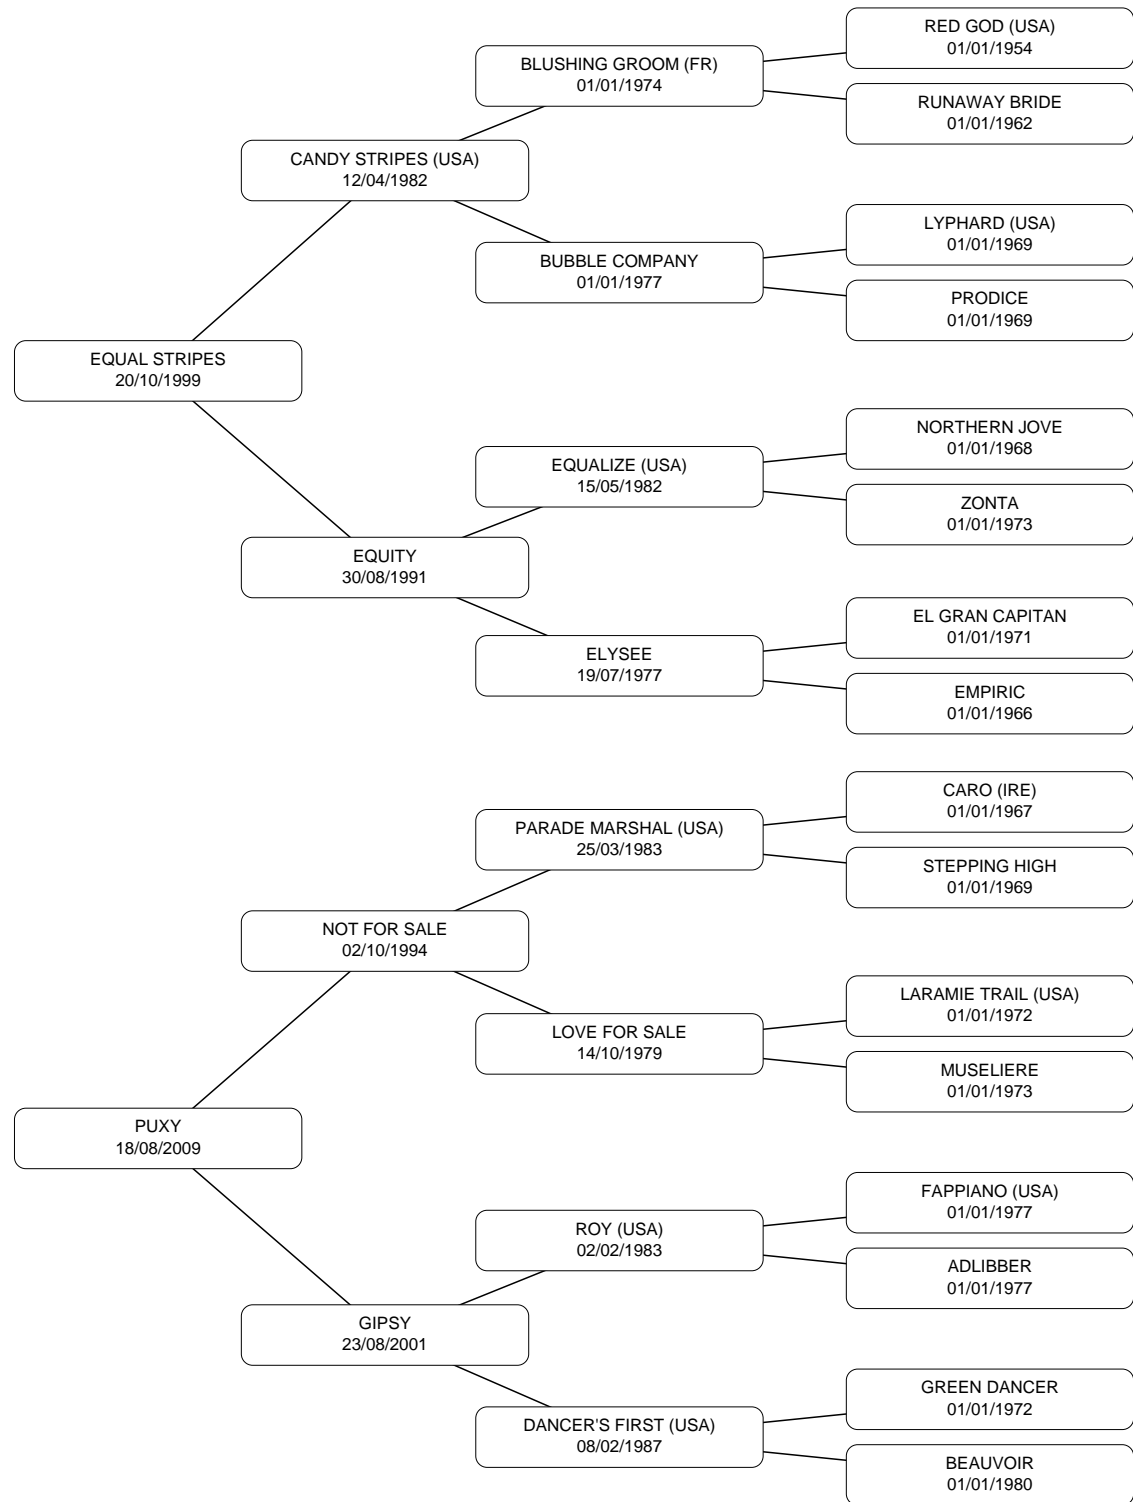 RED GOD (USA)
01/01/1954
BLUSHING GROOM (FR)
01/01/1974
RUNAWAY BRIDE
01/01/1962
CANDY STRIPES (USA)
12/04/1982
LYPHARD (USA)
01/01/1969
BUBBLE COMPANY
01/01/1977
PRODICE
01/01/1969
EQUAL STRIPES
20/10/1999
NORTHERN JOVE
01/01/1968
EQUALIZE (USA)
15/05/1982
ZONTA
01/01/1973
EQUITY
30/08/1991
EL GRAN CAPITAN
01/01/1971
ELYSEE
19/07/1977
EMPIRIC
01/01/1966
CARO (IRE)
01/01/1967
PARADE MARSHAL (USA)
25/03/1983
STEPPING HIGH
01/01/1969
NOT FOR SALE
02/10/1994
LARAMIE TRAIL (USA)
01/01/1972
LOVE FOR SALE
14/10/1979
MUSELIERE
01/01/1973
PUXY
18/08/2009
FAPPIANO (USA)
01/01/1977
ROY (USA)
02/02/1983
ADLIBBER
01/01/1977
GIPSY
23/08/2001
GREEN DANCER
01/01/1972
DANCER'S FIRST (USA)
08/02/1987
BEAUVOIR
01/01/1980